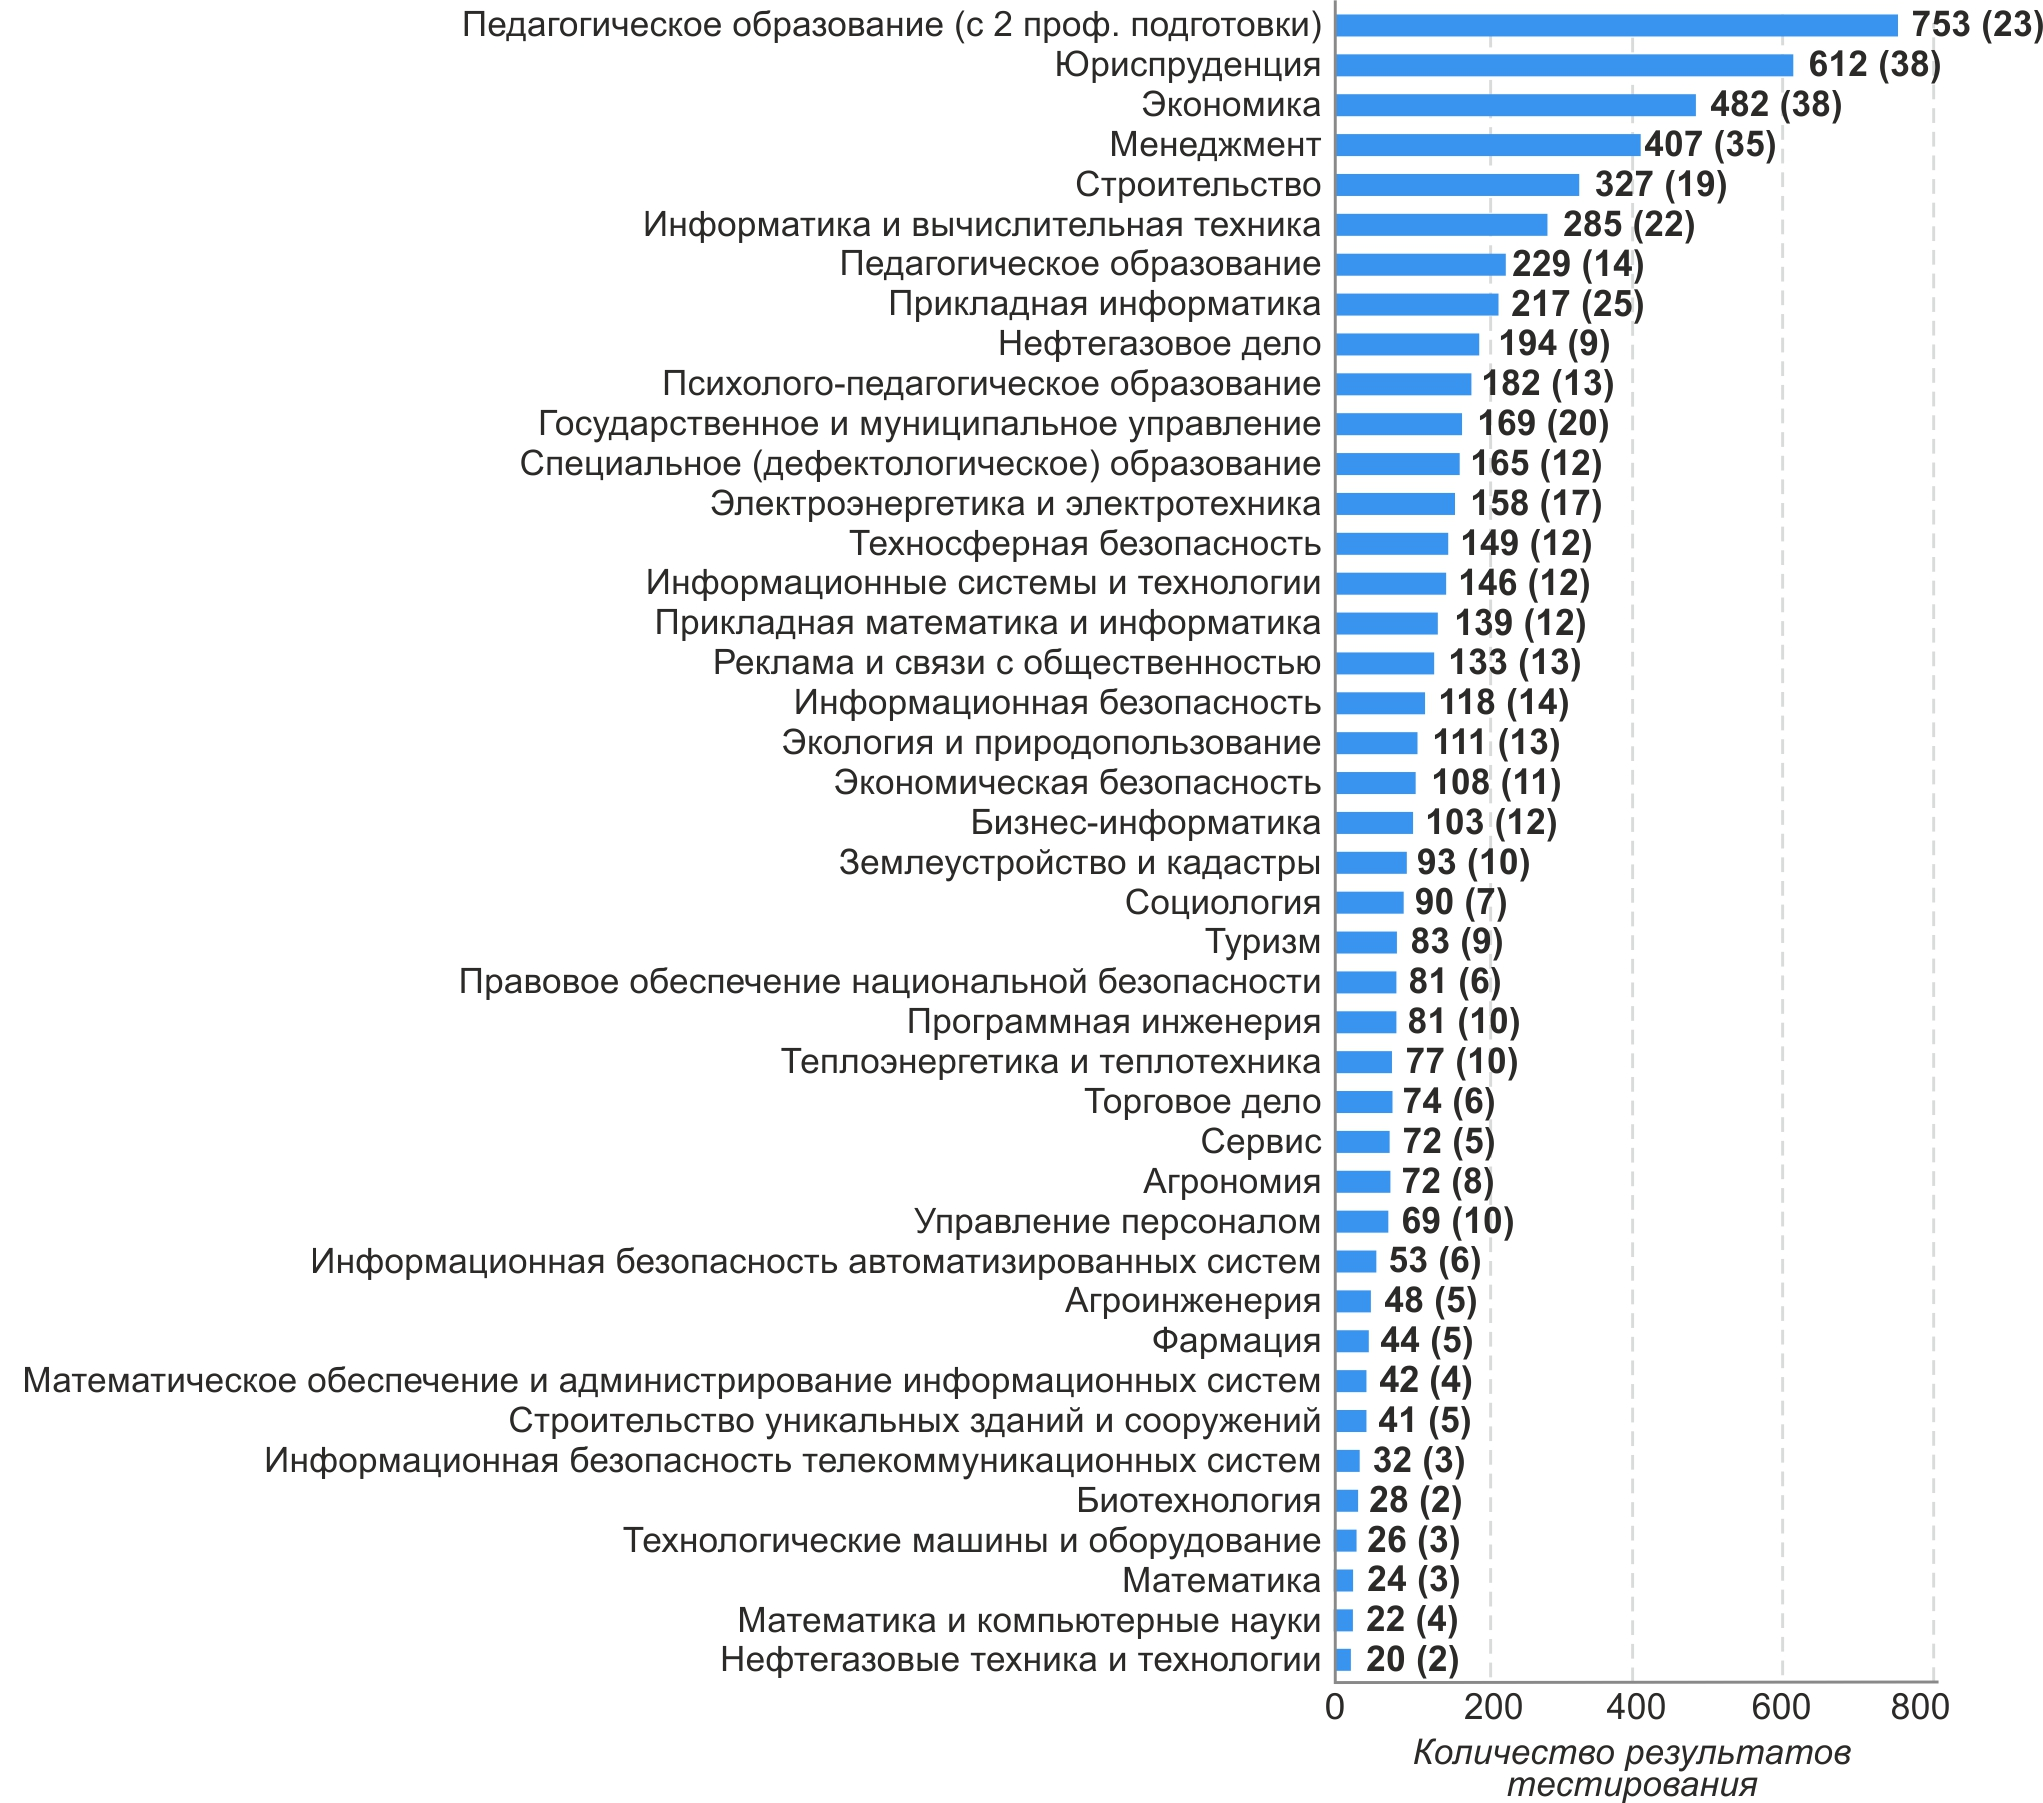 Педагогическое образование (с 2 проф. подготовки) 753 (23)
Юриспруденция 612 (38)
Экономика 482 (38)
Менеджмент 407 (35)
Строительство 327 (19)
Информатика и вычислительная техника 285 (22)
Педагогическое образование 229 (14)
Прикладная информатика 217 (25)
Нефтегазовое дело 194 (9)
Психолого-педагогическое образование 182 (13)
Государственное и муниципальное управление 169 (20)
Специальное (дефектологическое) образование 165 (12)
Электроэнергетика и электротехника 158 (17)
Техносферная безопасность 149 (12)
Информационные системы и технологии 146 (12)
Прикладная математика и информатика 139 (12)
Реклама и связи с общественностью 133 (13)
Информационная безопасность 118 (14)
Экология и природопользование 111 (13)
Экономическая безопасность 108 (11)
Бизнес-информатика 103 (12)
Землеустройство и кадастры 93 (10)
Социология 90 (7)
Туризм 83 (9)
Правовое обеспечение национальной безопасности 81 (6)
Программная инженерия 81 (10)
Теплоэнергетика и теплотехника 77 (10)
Торговое дело 74 (6)
Сервис 72 (5)
Агрономия 72 (8)
Управление персоналом 69 (10)
Информационная безопасность автоматизированных систем 53 (6)
Агроинженерия 48 (5)
Фармация 44 (5)
Математическое обеспечение и администрирование информационных систем 42 (4)
Строительство уникальных зданий и сооружений 41 (5)
Информационная безопасность телекоммуникационных систем 32 (3)
Биотехнология 28 (2)
Технологические машины и оборудование 26 (3)
Математика 24 (3)
Математика и компьютерные науки 22 (4)
Нефтегазовые техника и технологии 20 (2)
0 200 400 600 800
Количество результатов
тестирования